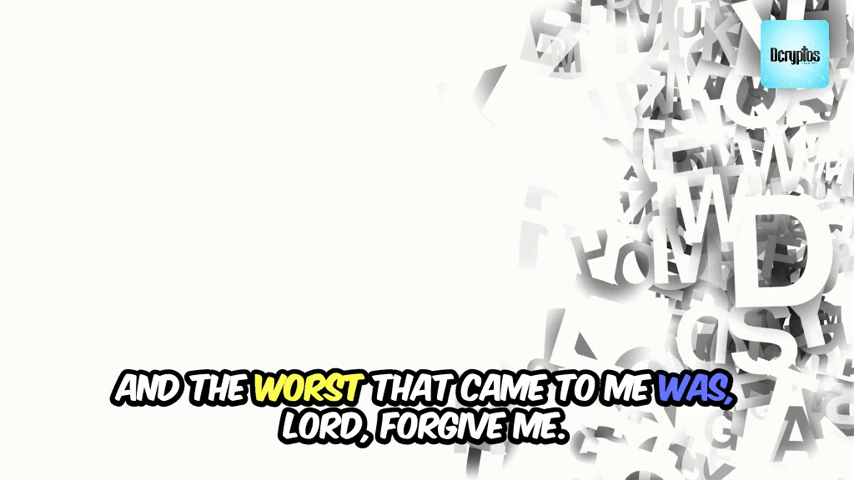 Dcryptos
AND THE WORST THAT CAME TO ME WAS,
LORD, FORGIVE ME.